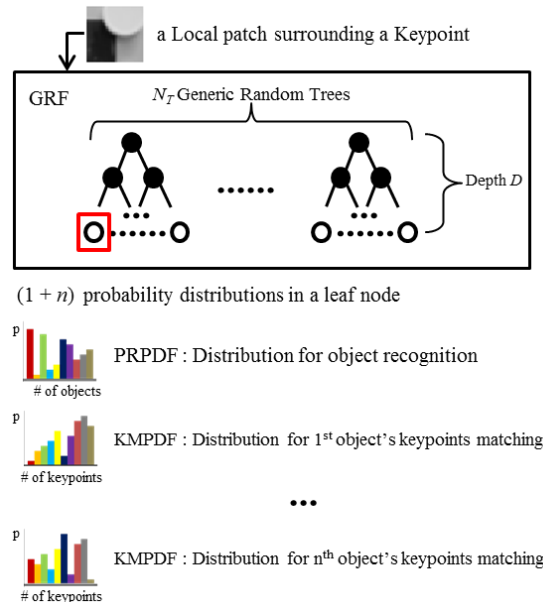 a Local patch surrounding a Keypoint
GRF
N_T Generic Random Trees
Depth D
(1 + n) probability distributions in a leaf node
p
# of objects
PRPDF : Distribution for object recognition
p
# of keypoints
KMPDF : Distribution for 1st object's keypoints matching
p
# of keypoints
KMPDF : Distribution for nth object's keypoints matching